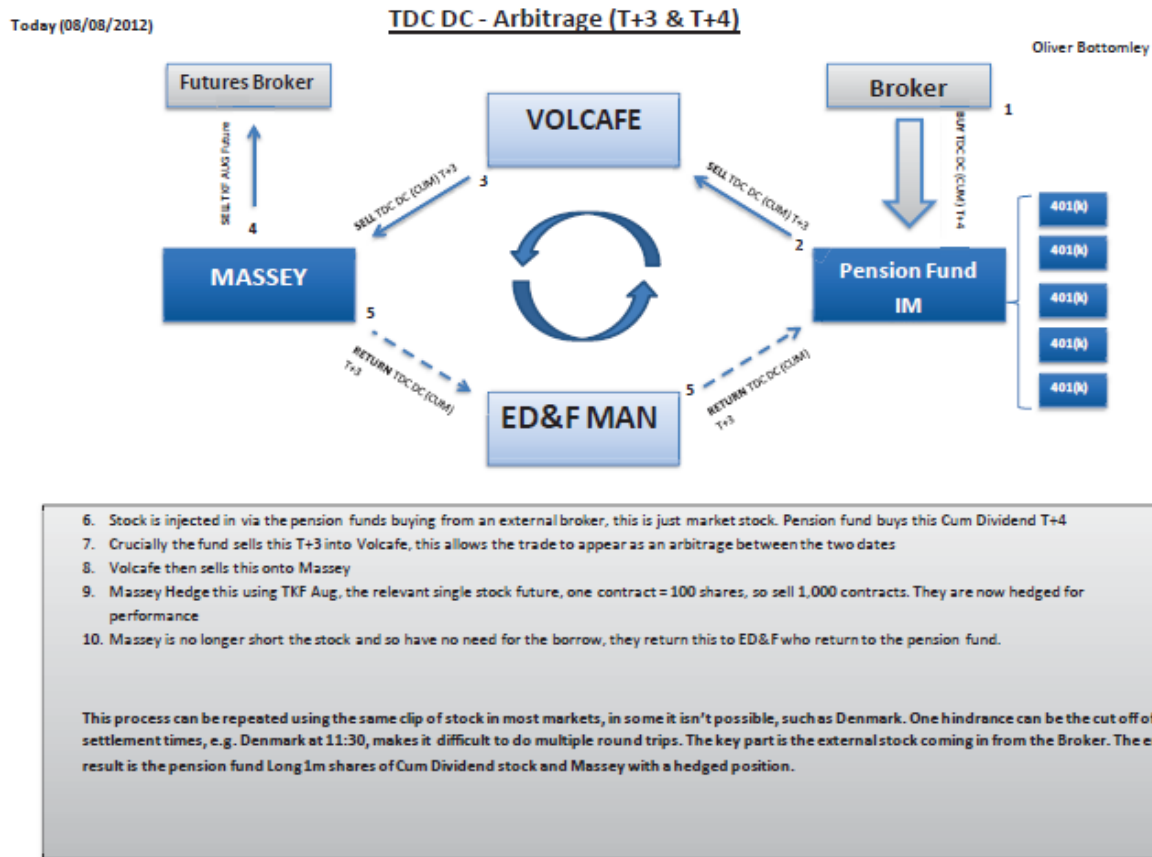 Today (08/08/2012)
TDC DC - Arbitrage (T+3 & T+4)
Oliver Bottomley
Futures Broker
VOLCAFE
Broker
1
SELL TKF AUG Future
4
SELL TDC DC (CUM) T+3
3
SELL TDC DC (CUM) T+3
2
BUY TDC DC (CUM) T+4
MASSEY
Pension Fund
IM
401(k)
401(k)
401(k)
401(k)
401(k)
5
RETURN TDC DC (CUM)
T+3
ED&F MAN
5
RETURN TDC DC (CUM)
T+3
6. Stock is injected in via the pension funds buying from an external broker, this is just market stock. Pension fund buys this Cum Dividend T+4
7. Crucially the fund sells this T+3 into Volcafe, this allows the trade to appear as an arbitrage between the two dates
8. Volcafe then sells this onto Massey
9. Massey Hedge this using TKF Aug, the relevant single stock future, one contract = 100 shares, so sell 1,000 contracts. They are now hedged for
performance
10. Massey is no longer short the stock and so have no need for the borrow, they return this to ED&F who return to the pension fund.
This process can be repeated using the same clip of stock in most markets, in some it isn't possible, such as Denmark. One hindrance can be the cut off of
settlement times, e.g. Denmark at 11:30, makes it difficult to do multiple round trips. The key part is the external stock coming in from the Broker. The e
result is the pension fund Long 1m shares of Cum Dividend stock and Massey with a hedged position.